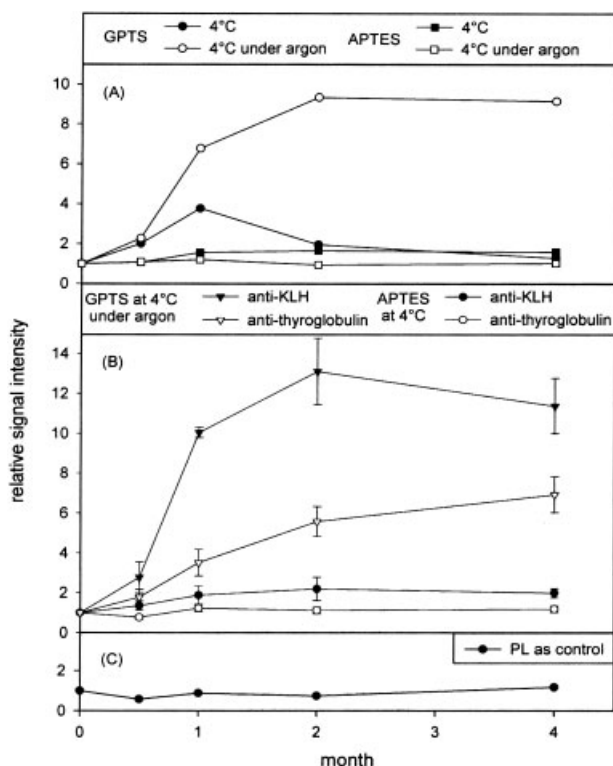 GPTS 4°C APTES 4°C
4°C under argon 4°C under argon
10 (A)
8
6
4
2
0
GPTS at 4°C anti-KLH APTES anti-KLH
under argon anti-thyroglobulin at 4°C anti-thyroglobulin
14 (B)
12
10
8
6
4
2
0
relative signal intensity
(C) PL as control
2
0
0 1 2 3 4
month